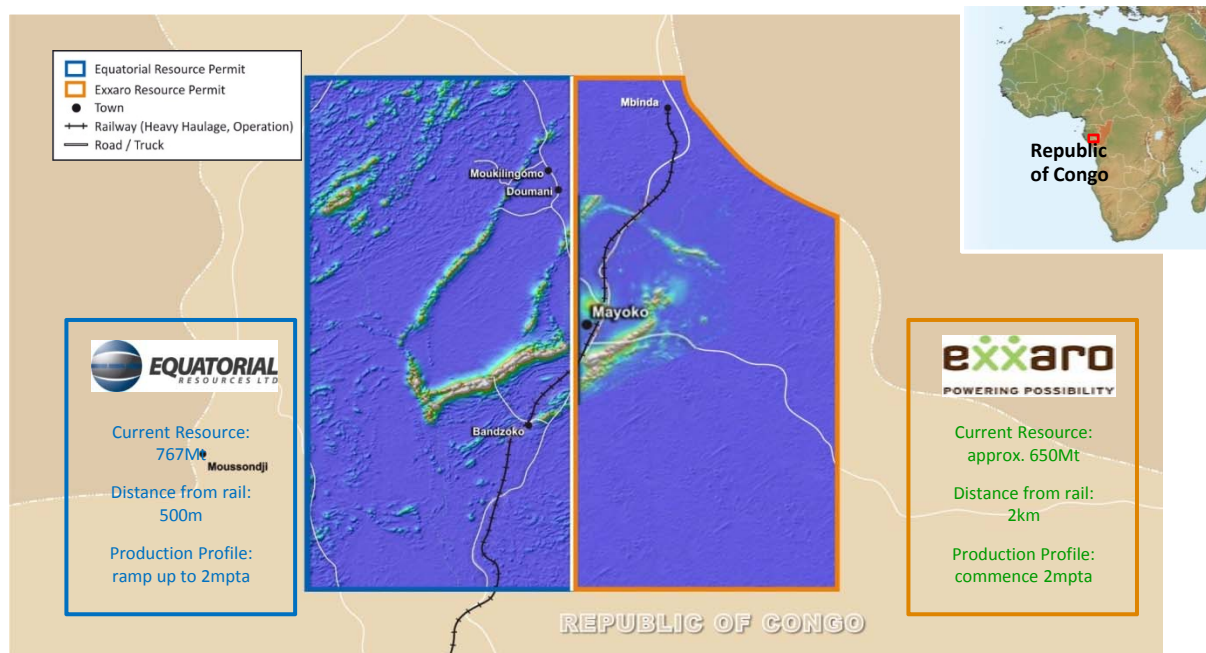 Equatorial Resource Permit
Exxaro Resource Permit
Town
Railway (Heavy Haulage, Operation)
Road / Truck
Mbinda
Moukilingomo
Doumani
Mayoko
Bandzoko
Republic
of Congo
EQUATORIAL
RESOURCES LTD
Current Resource:
767Mt
Moussondji
Distance from rail:
500m
Production Profile:
ramp up to 2mpta
exxaro
POWERING POSSIBILITY
Current Resource:
approx. 650Mt
Distance from rail:
2km
Production Profile:
commence 2mpta
REPUBLIC OF CONGO